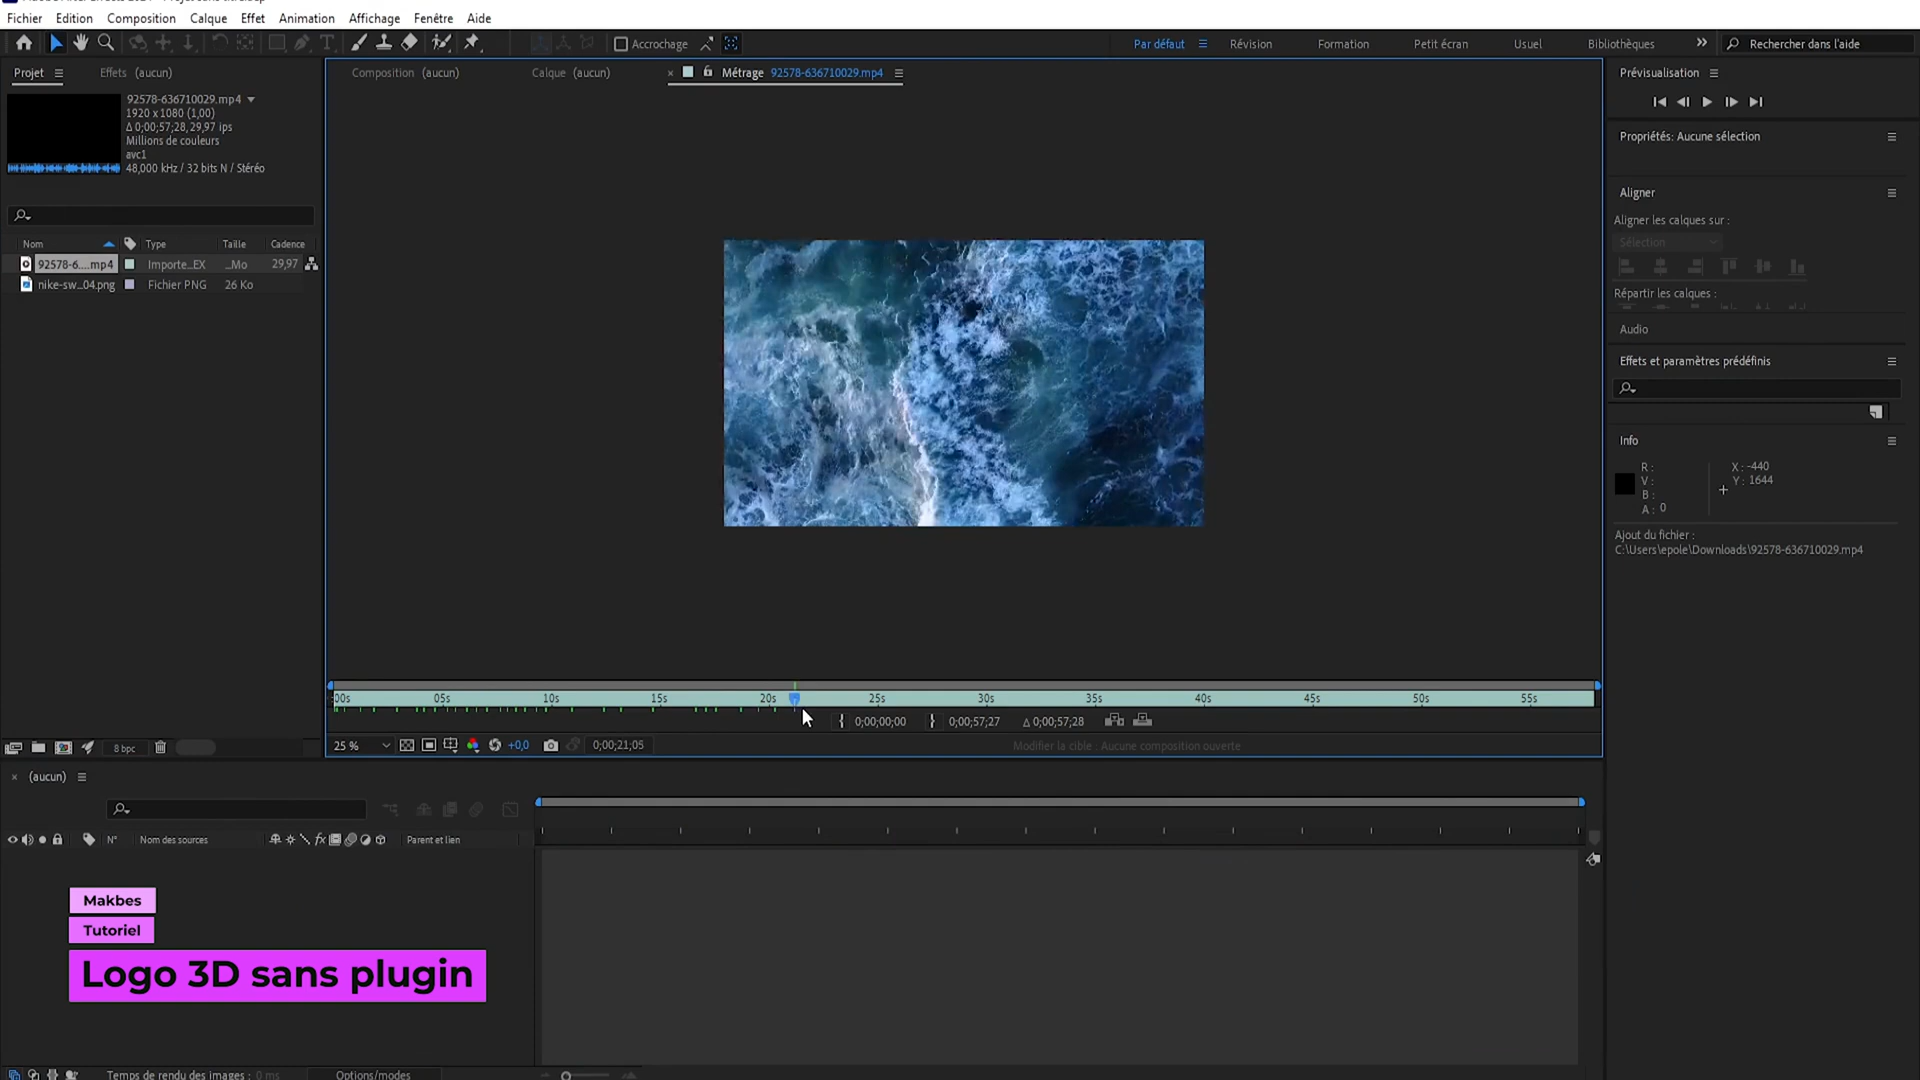 Fichier Edition Composition Calque Effet Animation Affichage Fenêtre Aide
Accrochage
Par défaut Révision Formation Petit écran Usuel Bibliothèques Rechercher dans l'aide
Projet Effets (aucun)
Composition (aucun) Calque (aucun) Métrage 92578-636710029.mp4
Prévisualisation
92578-636710029.mp4
1920 x 1080 (1,00)
Δ 0;00;57;28, 29,97 ips
Millions de couleurs
avc1
48,000 kHz / 32 bits N / Stéréo
Propriétés: Aucune sélection
Aligner
Aligner les calques sur :
Sélection
Répartir les calques :
Audio
Effets et paramètres prédéfinis
Nom Type Taille Cadence
92578-6....mp4 Importe...EX ..._Mo 29,97
nike-sw...04.png Fichier PNG 26 Ko
Info
R :
V :
B :
A : 0
X : -440
Y : 1644
Ajout du fichier :
C:\Users\epole\Downloads\92578-636710029.mp4
:00s 05s 10s 15s 20s 25s 30s 35s 40s 45s 50s 55s
0;00;00;00 0;00;57;27 Δ 0;00;57;28
8 bpc
25 % +0,0 0;00;21;05 Modifier la cible : Aucune composition ouverte
(aucun)
N° Nom des sources fx Parent et lien
Makbes
Tutoriel
Logo 3D sans plugin
Temps de rendu des images : 0 ms Options/modes